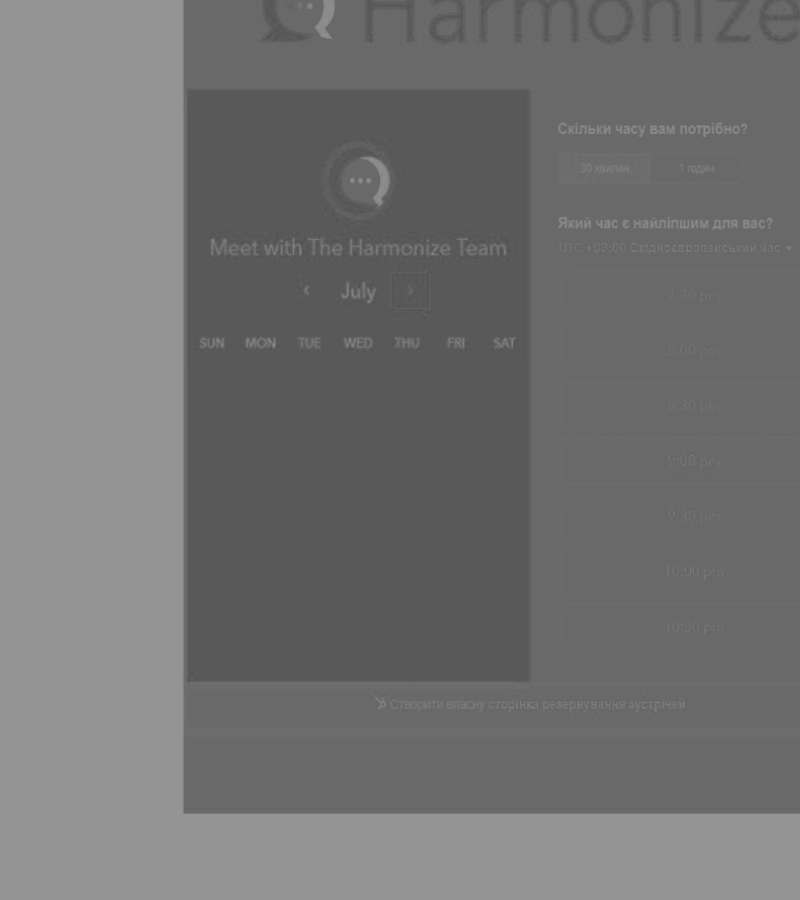 Harmonize
Meet with The Harmonize Team
‹ July ›
SUN MON TUE WED THU FRI SAT
Скільки часу вам потрібно?
30 хвилин 1 годин
Який час є найліпшим для вас?
UTC +03:00 Східноєвропейський час
7:30 pm
8:00 pm
8:30 pm
9:00 pm
9:30 pm
10:00 pm
10:30 pm
Створити власну сторінка резервування зустрічей